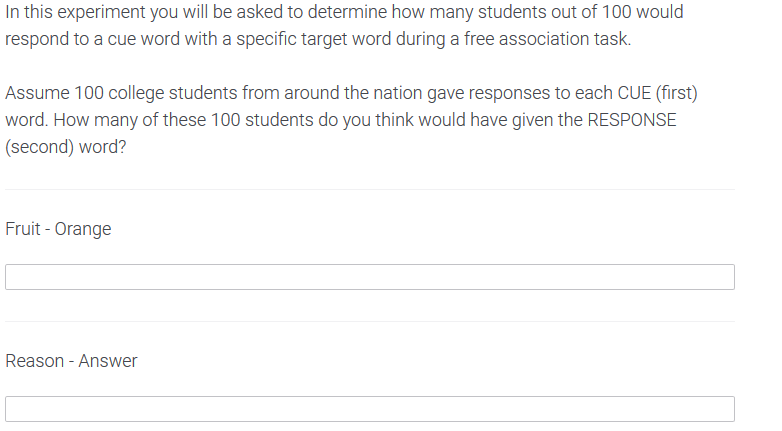 In this experiment you will be asked to determine how many students out of 100 would
respond to a cue word with a specific target word during a free association task.
Assume 100 college students from around the nation gave responses to each CUE (first)
word. How many of these 100 students do you think would have given the RESPONSE
(second) word?
Fruit - Orange
Reason - Answer